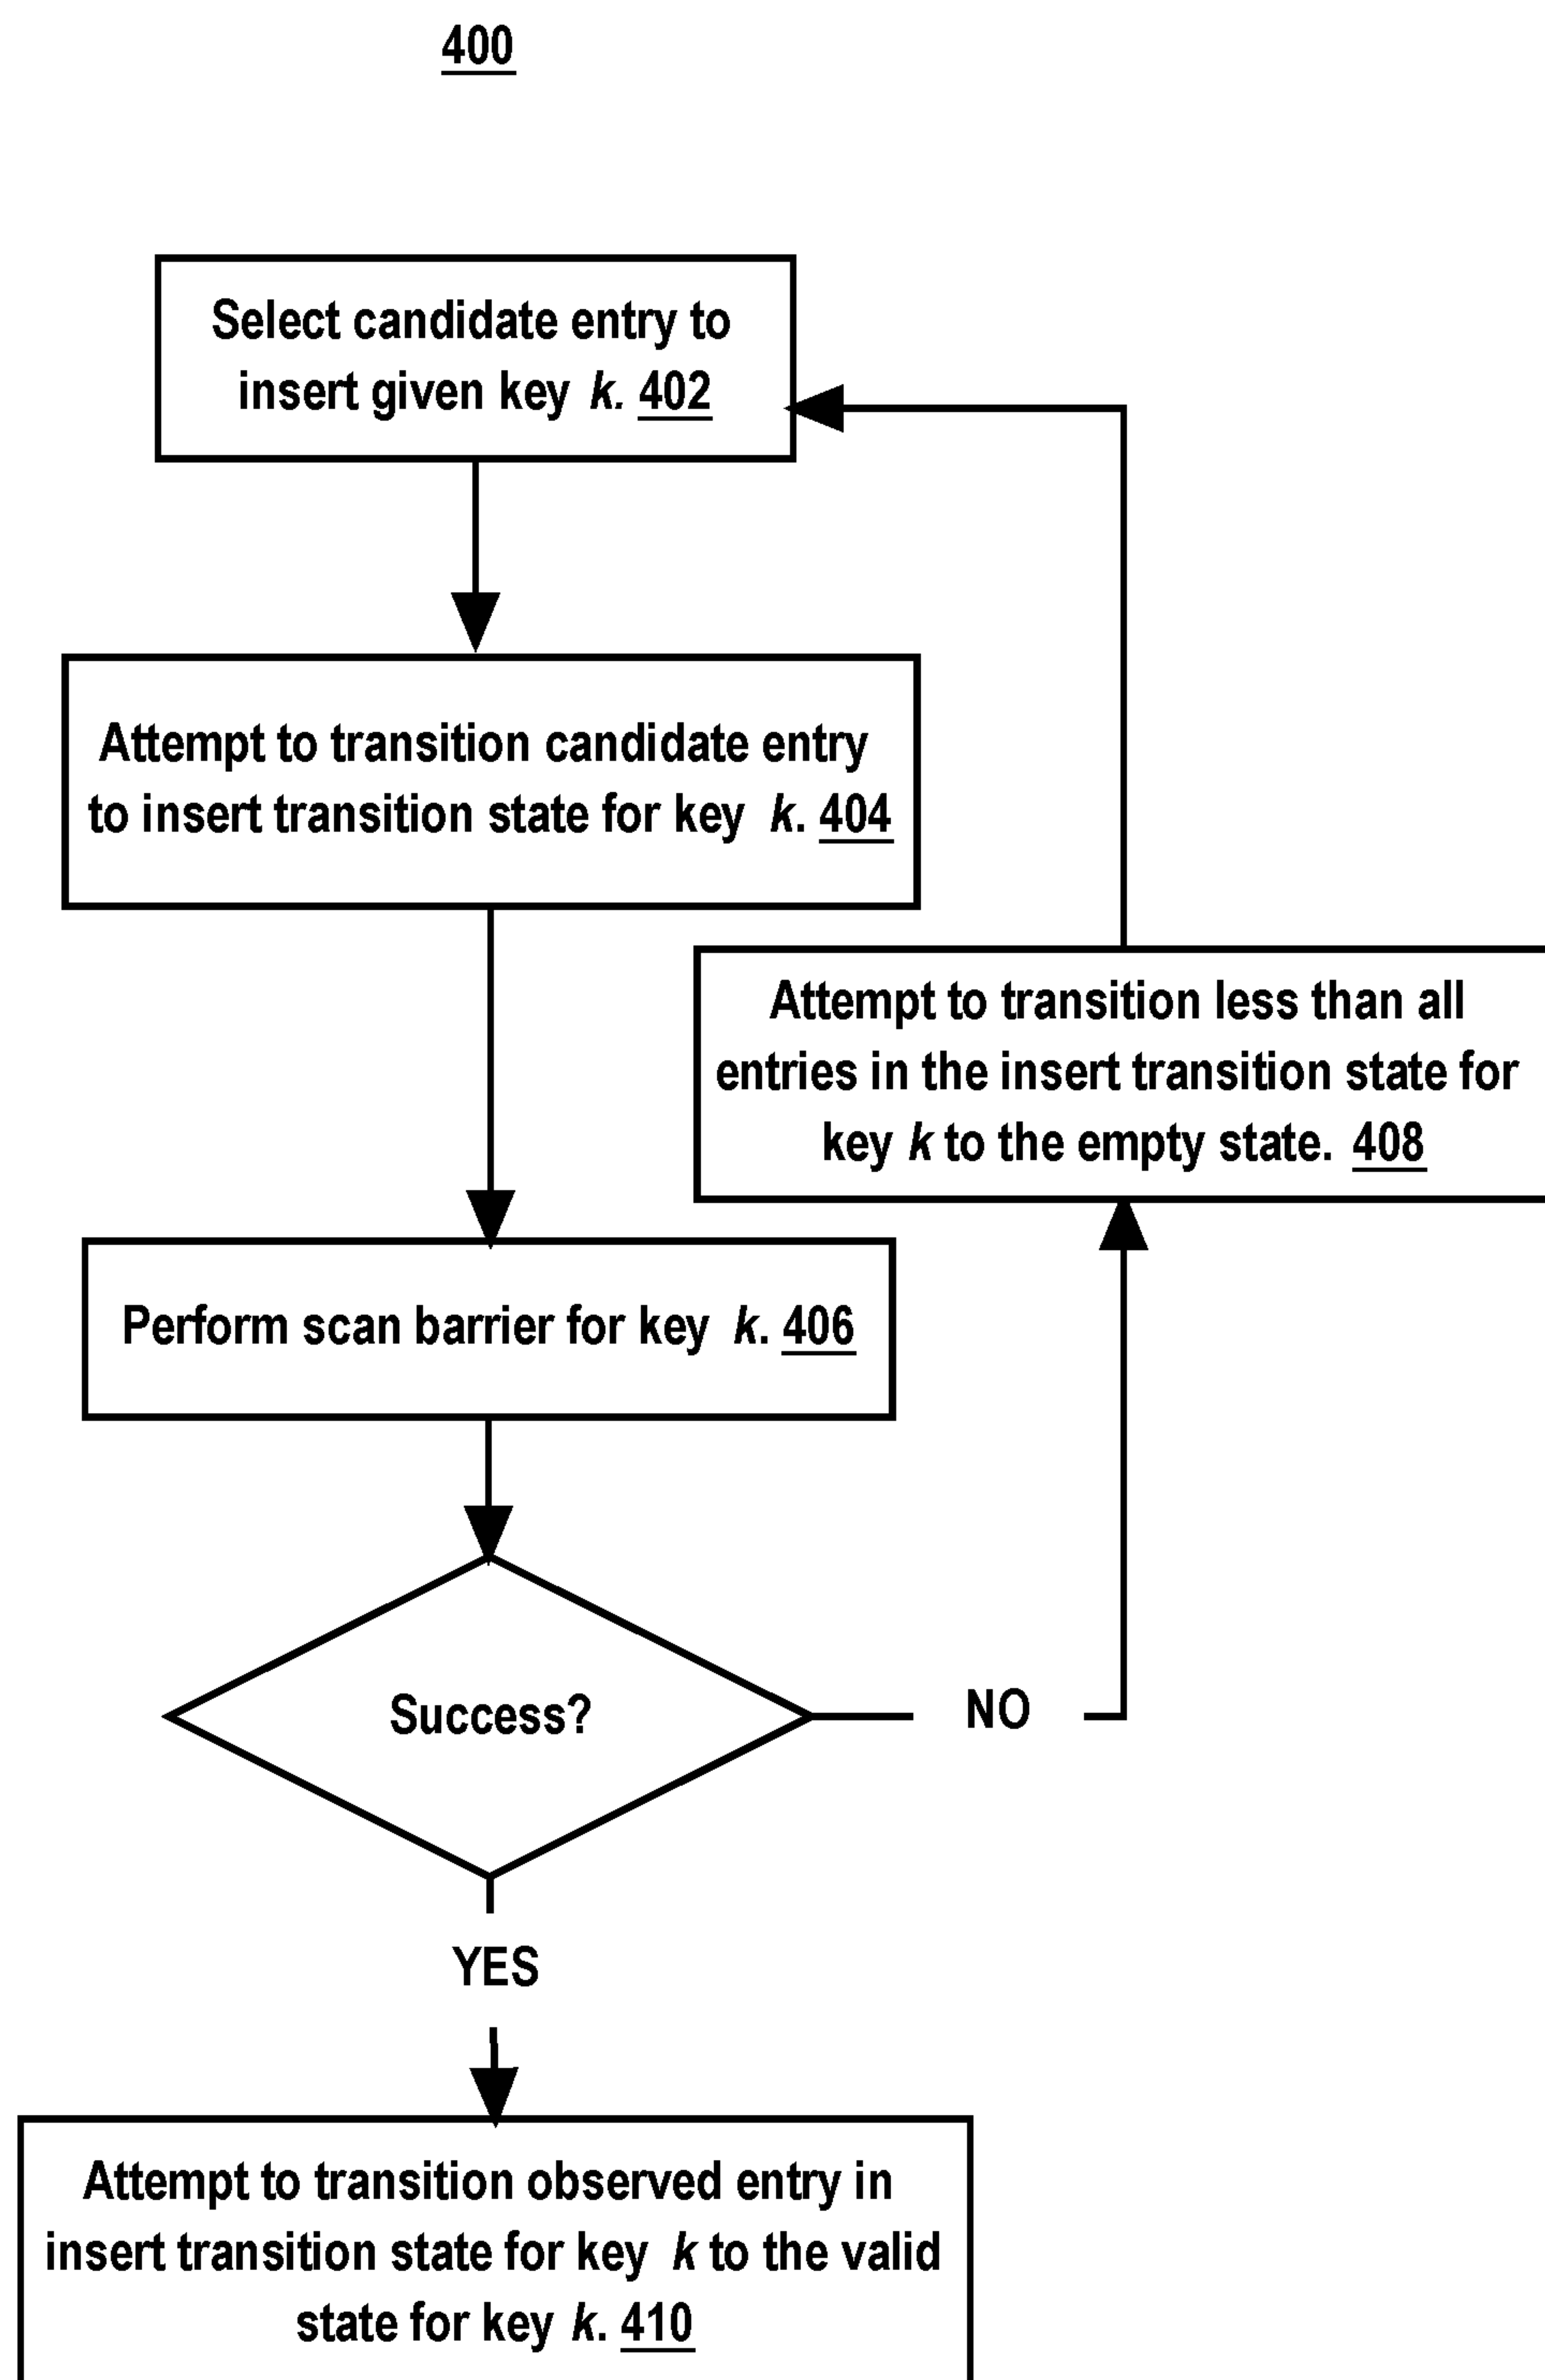 400
Select candidate entry to
insert given key k. 402
Attempt to transition candidate entry
to insert transition state for key k. 404
Attempt to transition less than all
entries in the insert transition state for
key k to the empty state. 408
Perform scan barrier for key k. 406
Success?
NO
YES
Attempt to transition observed entry in
insert transition state for key k to the valid
state for key k. 410